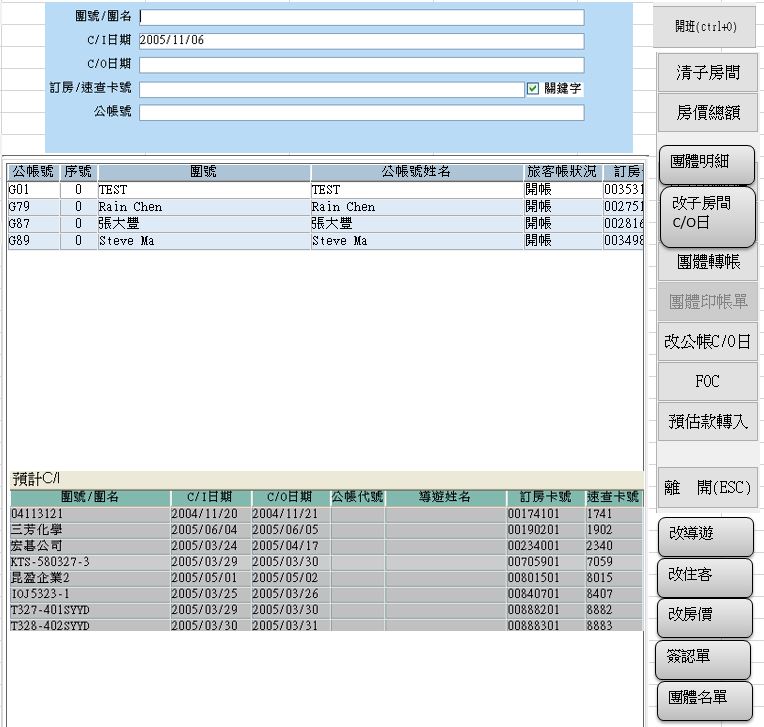 團號/團名
C/I日期 2005/11/06
C/O日期
訂房/速查卡號 關鍵字
公帳號
公帳號 序號 團號 公帳號姓名 旅客帳狀況 訂房
G01 0 TEST TEST 開帳 003531
G79 0 Rain Chen Rain Chen 開帳 002751
G87 0 張大豐 張大豐 開帳 002816
G89 0 Steve Ma Steve Ma 開帳 003498
預計C/I
團號/團名 C/I日期 C/O日期 公帳代號 導遊姓名 訂房卡號 速查卡號
04113121 2004/11/20 2004/11/21 00174101 1741
三芳化學 2005/06/04 2005/06/05 00190201 1902
宏碁公司 2005/03/24 2005/04/17 00234001 2340
KTS-580327-3 2005/03/29 2005/03/30 00705901 7059
昆盈企業2 2005/05/01 2005/05/02 00801501 8015
IOJ5323-1 2005/03/25 2005/03/26 00840701 8407
T327-401SYYD 2005/03/29 2005/03/30 00888201 8882
T328-402SYYD 2005/03/30 2005/03/31 00888301 8883
開班(ctrl+O)
清子房間
房價總額
團體明細
改子房間
C/O日
團體轉帳
團體印帳單
改公帳C/O日
FOC
預估款轉入
離 開(ESC)
改導遊
改住客
改房價
簽認單
團體名單